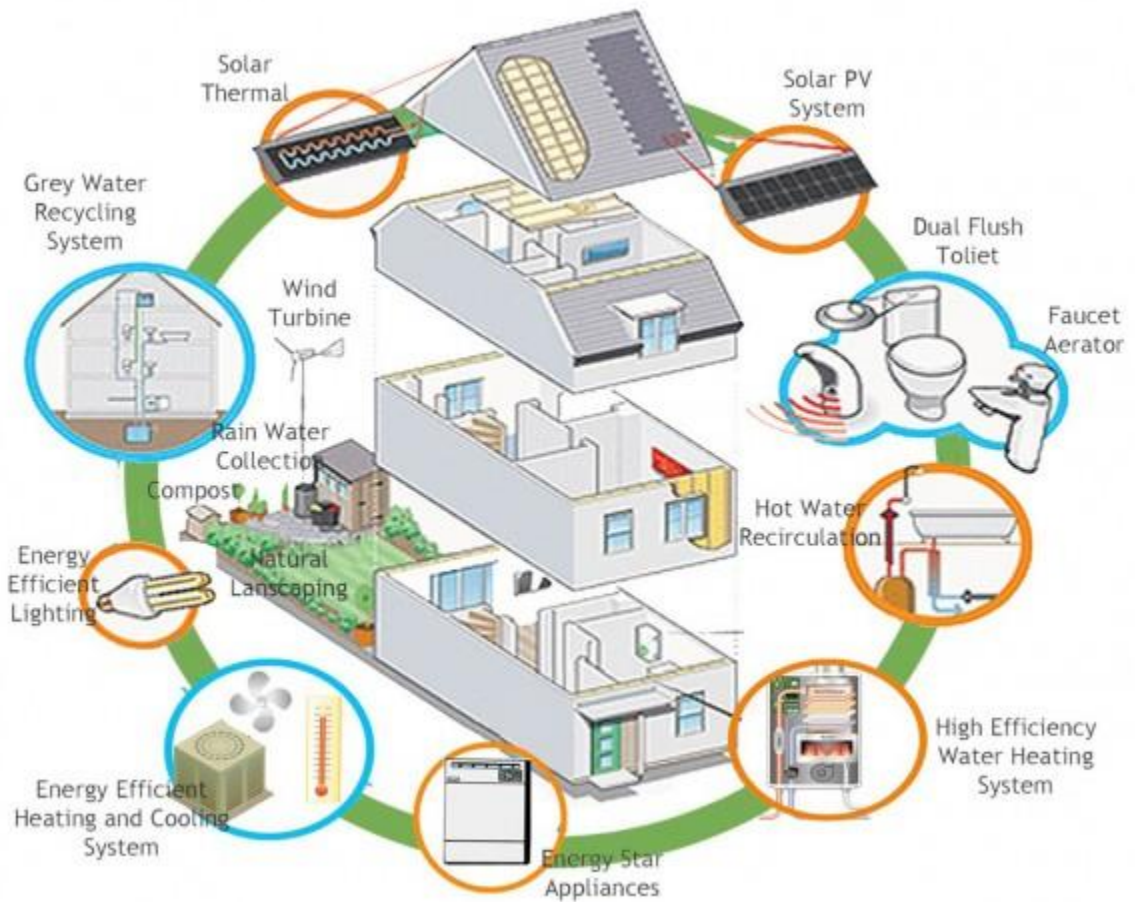 Solar
Thermal
Solar PV
System
Grey Water
Recycling
System
Dual Flush
Toliet
Wind
Turbine
Faucet
Aerator
Rain Water
Collection
Compost
Hot Water
Recirculation
Energy
Efficient
Lighting
Natural
Lanscaping
High Efficiency
Water Heating
System
Energy Efficient
Heating and Cooling
System
Energy Star
Appliances